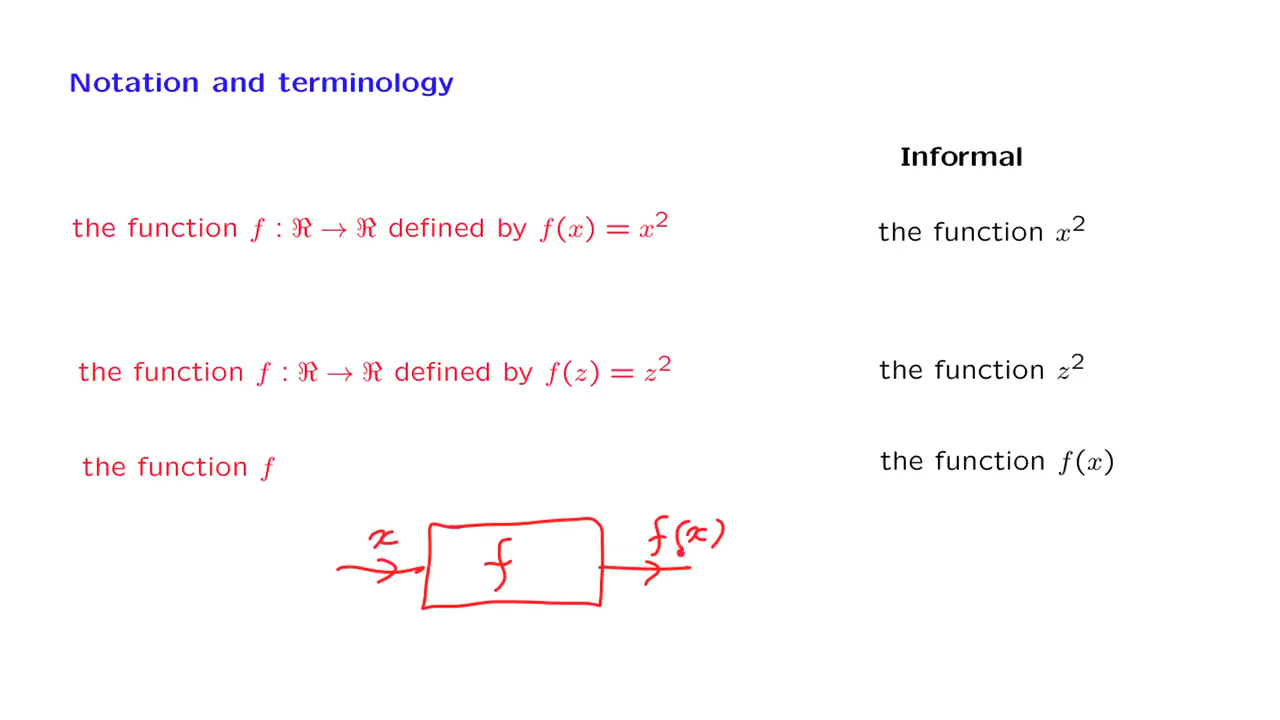 Notation and terminology
Informal
the function f : ℜ → ℜ defined by f(x) = x²
the function x²
the function f : ℜ → ℜ defined by f(z) = z²
the function z²
the function f
the function f(x)
x
f
f(x)